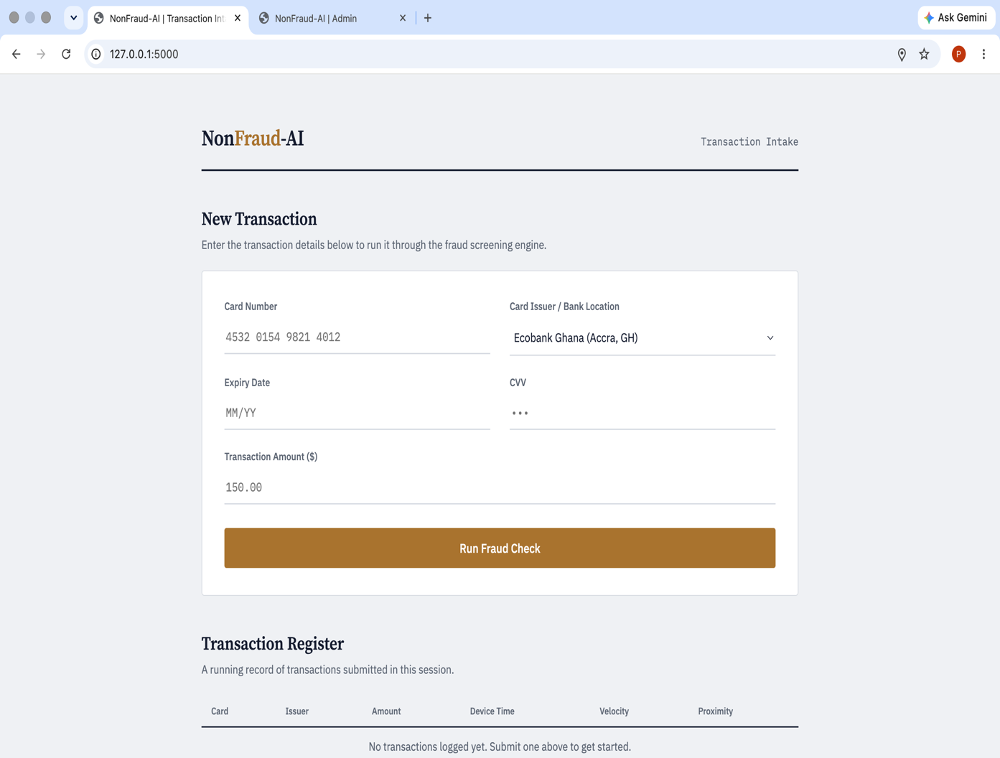 NonFraud-AI | Transaction Int
NonFraud-AI | Admin
Ask Gemini
127.0.0.1:5000
P
NonFraud-AI
Transaction Intake
New Transaction
Enter the transaction details below to run it through the fraud screening engine.
Card Number
Card Issuer / Bank Location
4532 0154 9821 4012
Ecobank Ghana (Accra, GH)
Expiry Date
CVV
MM/YY
•••
Transaction Amount ($)
150.00
Run Fraud Check
Transaction Register
A running record of transactions submitted in this session.
Card Issuer Amount Device Time Velocity Proximity
No transactions logged yet. Submit one above to get started.